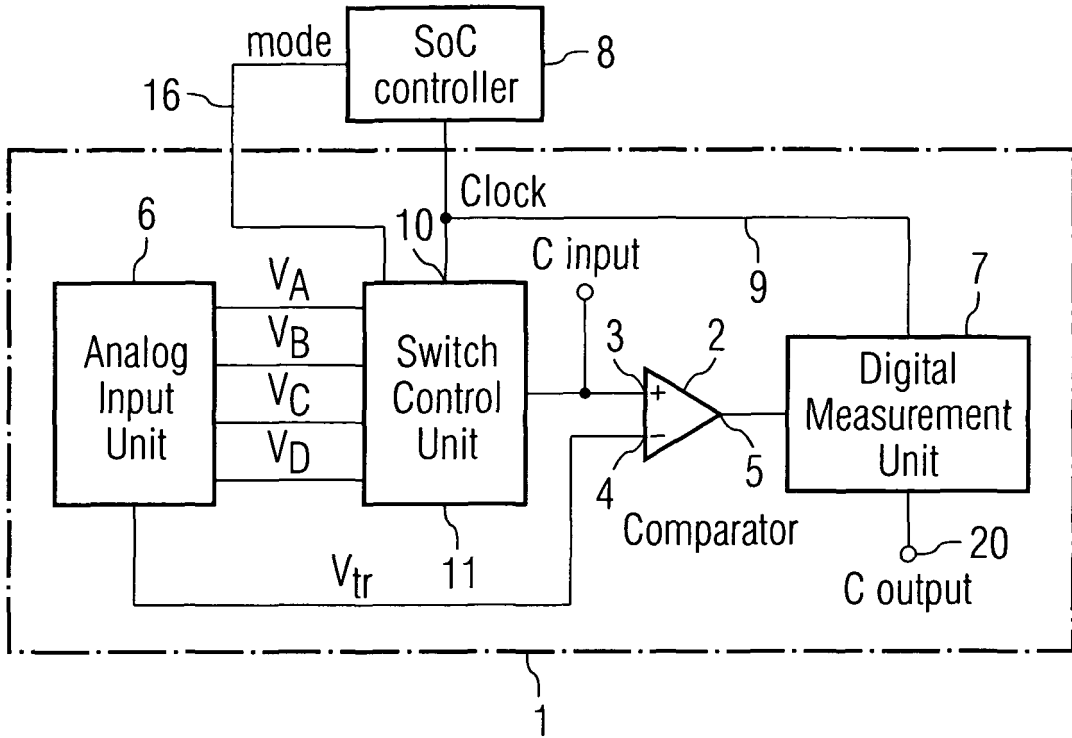 mode
SoC
controller
8
16
Clock
6
10
C input
9
7
V_A
V_B
V_C
V_D
Analog
Input
Unit
Switch
Control
Unit
3
2
+
−
4
5
Digital
Measurement
Unit
Comparator
V_tr
11
20
C output
1